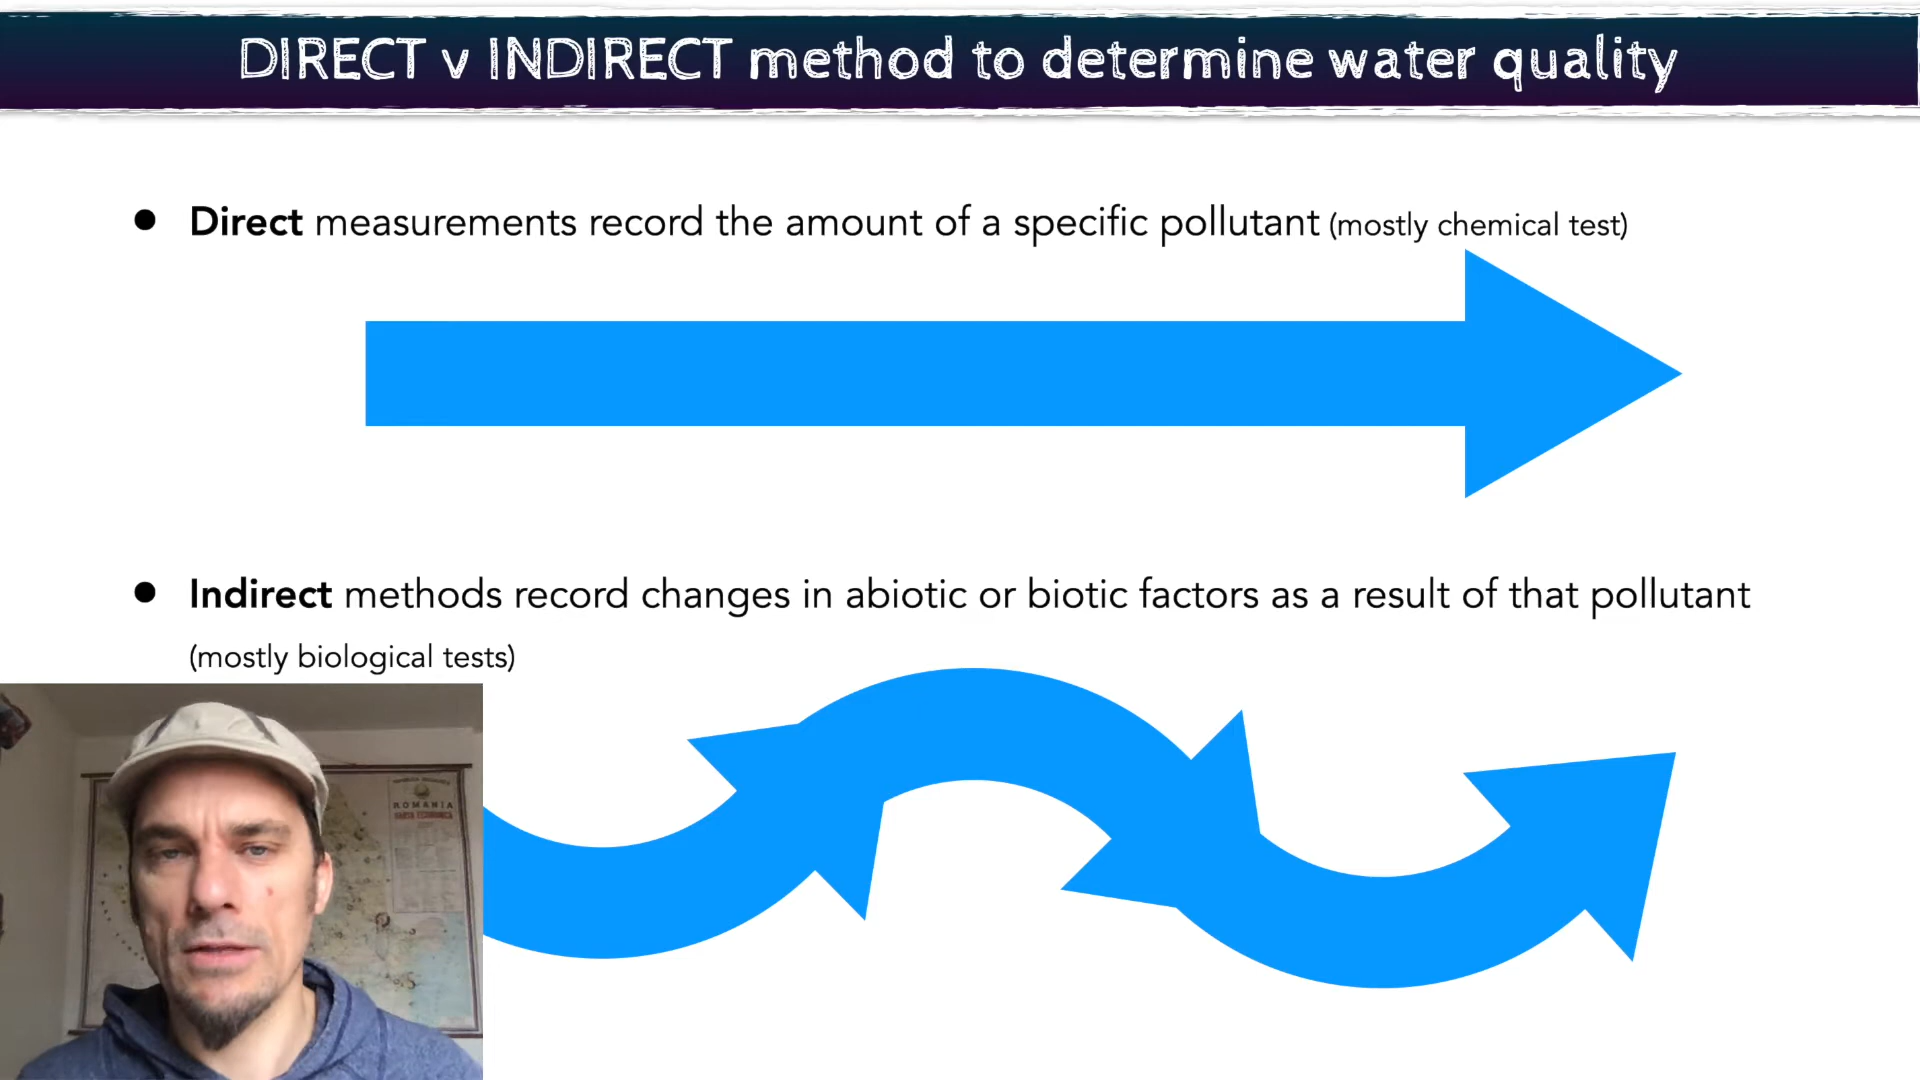 DIRECT v INDIRECT method to determine water quality
● Direct measurements record the amount of a specific pollutant (mostly chemical test)
● Indirect methods record changes in abiotic or biotic factors as a result of that pollutant
(mostly biological tests)
ROMANIA